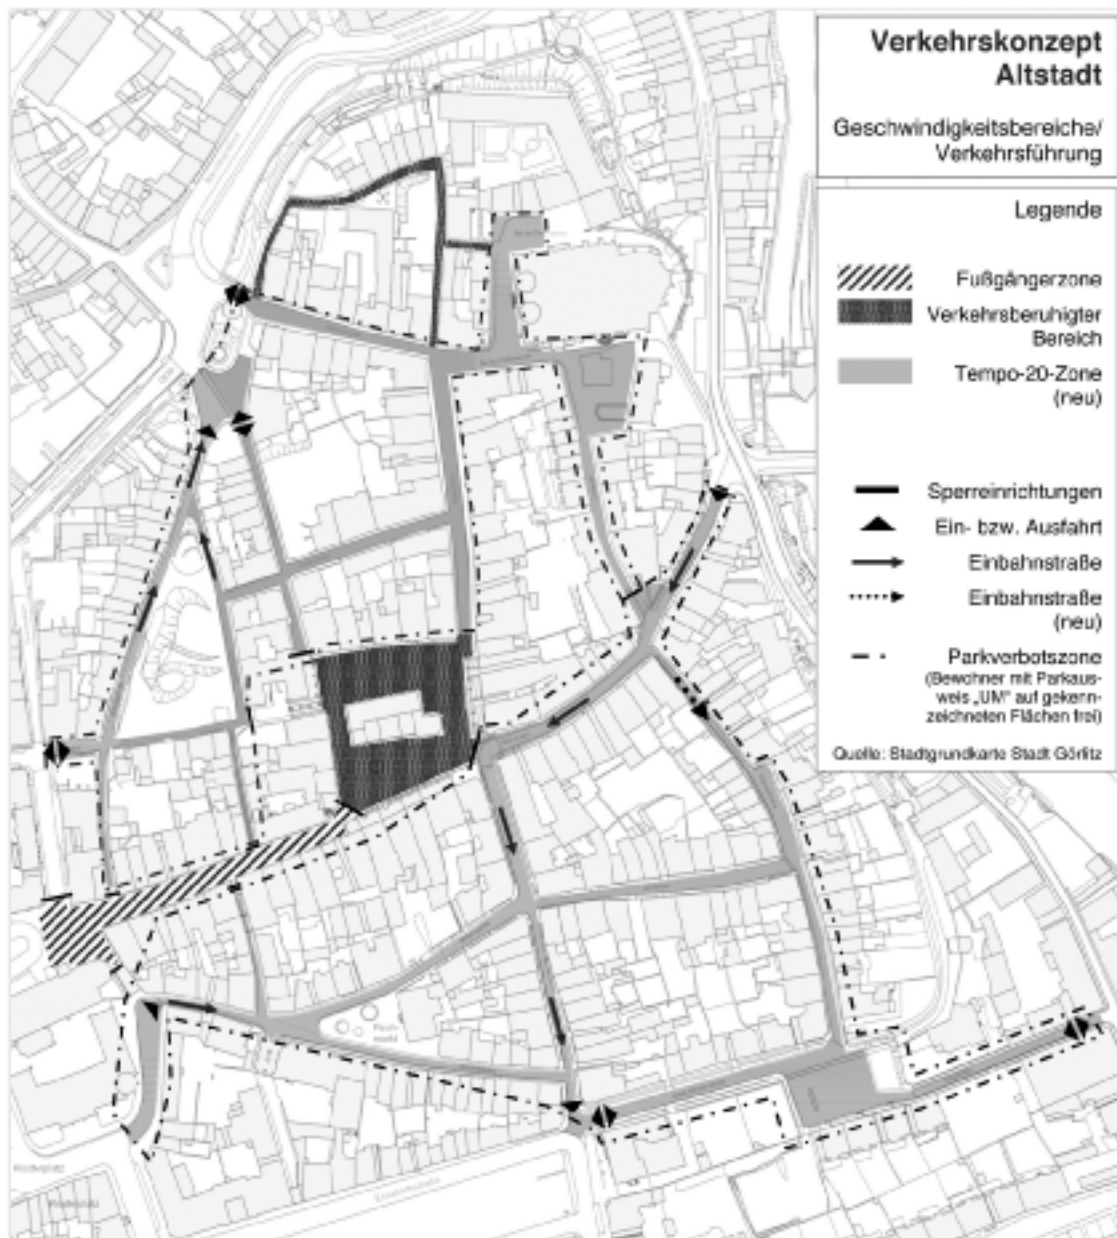 Verkehrskonzept
Altstadt
Geschwindigkeitsbereiche/
Verkehrsführung
Legende
Fußgängerzone
Verkehrsberuhigter
Bereich
Tempo-20-Zone
(neu)
Sperreinrichtungen
Ein- bzw. Ausfahrt
Einbahnstraße
Einbahnstraße
(neu)
Parkverbotszone
(Bewohner mit Parkaus-
weis „UM" auf gekenn-
zeichneten Flächen frei)
Quelle: Stadtgrundkarte Stadt Görlitz